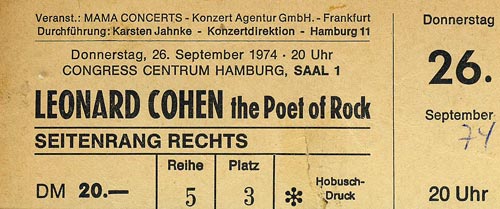 Veranst.: MAMA CONCERTS - Konzert Agentur GmbH. - Frankfurt
Durchführung: Karsten Jahnke - Konzertdirektion - Hamburg 11
Donnerstag, 26. September 1974 · 20 Uhr
CONGRESS CENTRUM HAMBURG, SAAL 1
LEONARD COHEN the Poet of Rock
SEITENRANG RECHTS
DM 20.—
Reihe
5
Platz
3
*
Hobusch-
Druck
Donnerstag
26.
September
74
20 Uhr